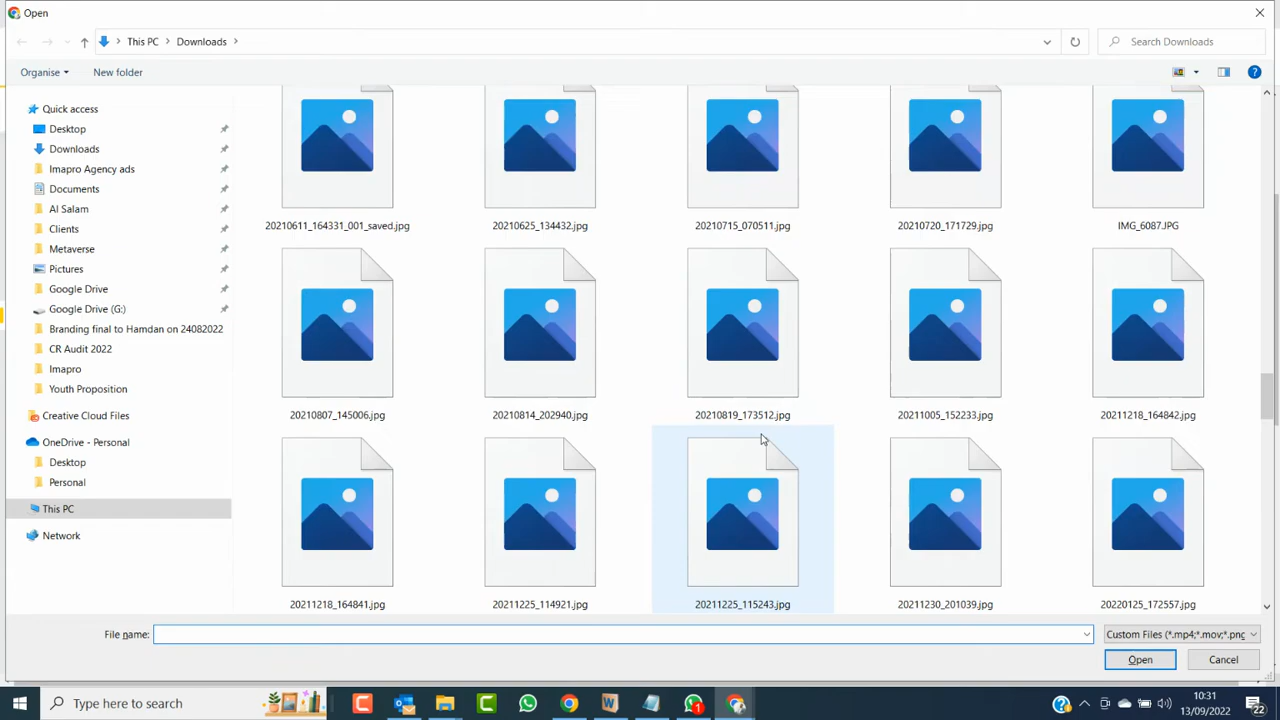 Open
This PC > Downloads >
Search Downloads
Organise
New folder
Quick access
Desktop
Downloads
Imapro Agency ads
Documents
Al Salam
Clients
Metaverse
Pictures
Google Drive
Google Drive (G:)
Branding final to Hamdan on 24082022
CR Audit 2022
Imapro
Youth Proposition
Creative Cloud Files
OneDrive - Personal
Desktop
Personal
This PC
Network
20210611_164331_001_saved.jpg
20210625_134432.jpg
20210715_070511.jpg
20210720_171729.jpg
IMG_6087.JPG
20210807_145006.jpg
20210814_202940.jpg
20210819_173512.jpg
20211005_152233.jpg
20211218_164842.jpg
20211218_164841.jpg
20211225_114921.jpg
20211225_115243.jpg
20211230_201039.jpg
20220125_172557.jpg
File name:
Custom Files (*.mp4;*.mov;*.png
Open
Cancel
Type here to search
10:31
13/09/2022
22